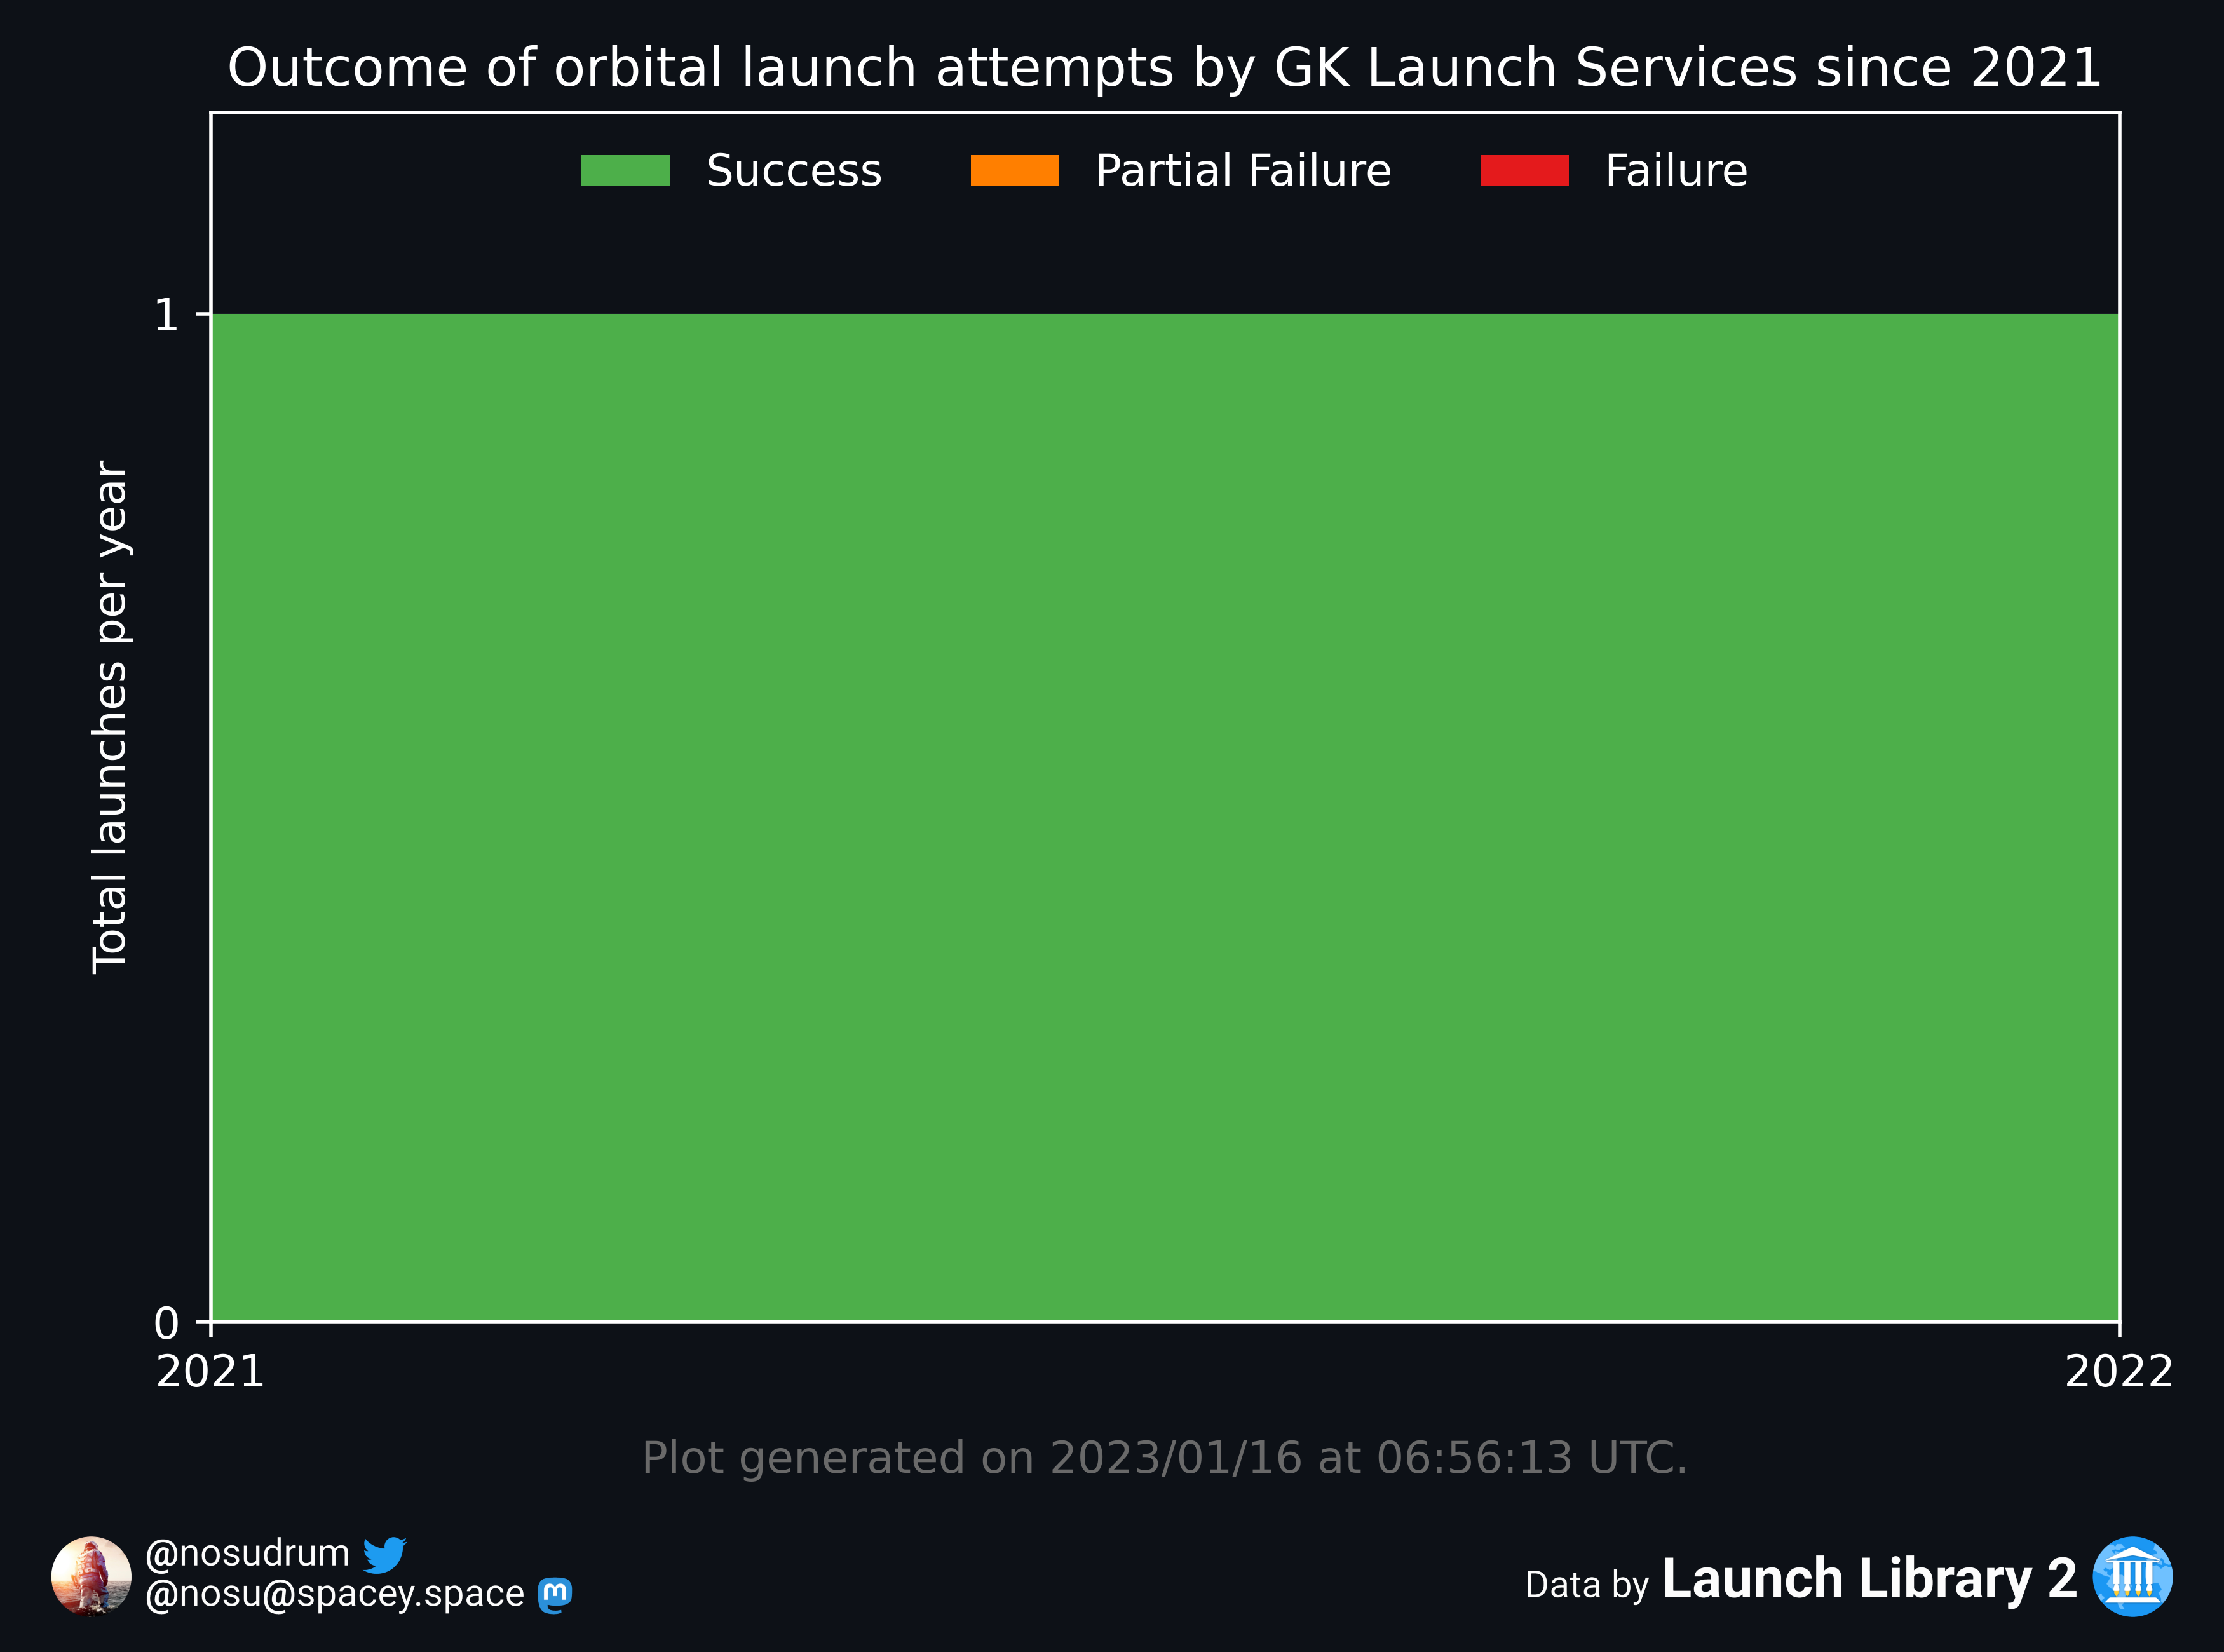 Outcome of orbital launch attempts by GK Launch Services since 2021
Success Partial Failure Failure
Total launches per year
1
0
2021 2022
Plot generated on 2023/01/16 at 06:56:13 UTC.
@nosudrum
@nosu@spacey.space
Data by Launch Library 2